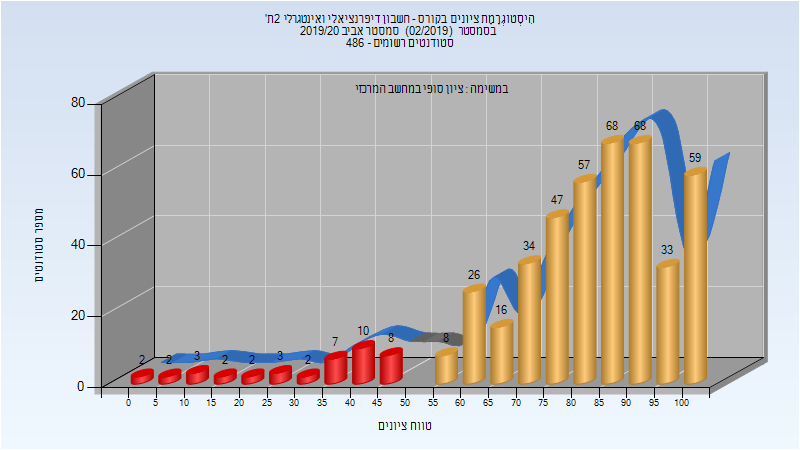 היסטוגרמת ציונים בקורס - חשבון דיפרנציאלי ואינטגרלי 2ת'
בסמסטר (02/2019) סמסטר אביב 2019/20
סטודנטים רשומים - 486
במשימה : ציון סופי במחשב המרכזי
מספר סטודנטים
80
60
40
20
0
2 2 3 2 2 3 2 7 10 8 8 26 16 34 47 57 68 68 33 59
0 5 10 15 20 25 30 35 40 45 50 55 60 65 70 75 80 85 90 95 100
טווח ציונים